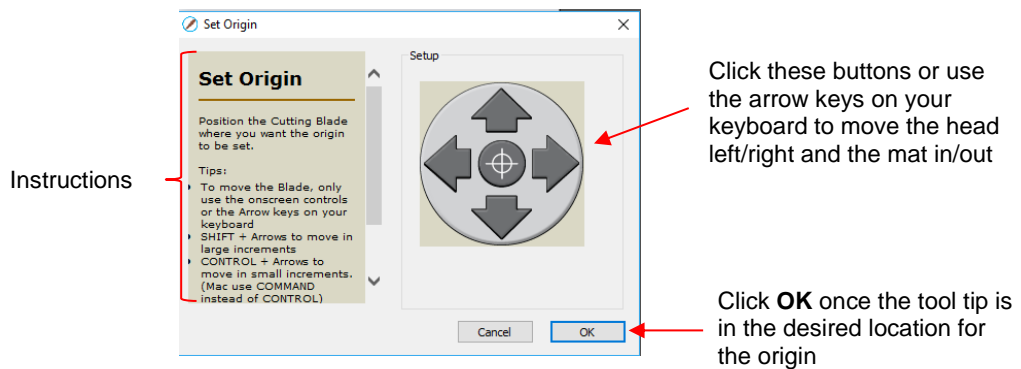 Set Origin
Instructions
Set Origin
Position the Cutting Blade
where you want the origin
to be set.
Tips:
To move the Blade, only
use the onscreen controls
or the Arrow keys on your
keyboard
SHIFT + Arrows to move in
large increments
CONTROL + Arrows to
move in small increments.
(Mac use COMMAND
instead of CONTROL)
Setup
Cancel
OK
Click these buttons or use
the arrow keys on your
keyboard to move the head
left/right and the mat in/out
Click OK once the tool tip is
in the desired location for
the origin